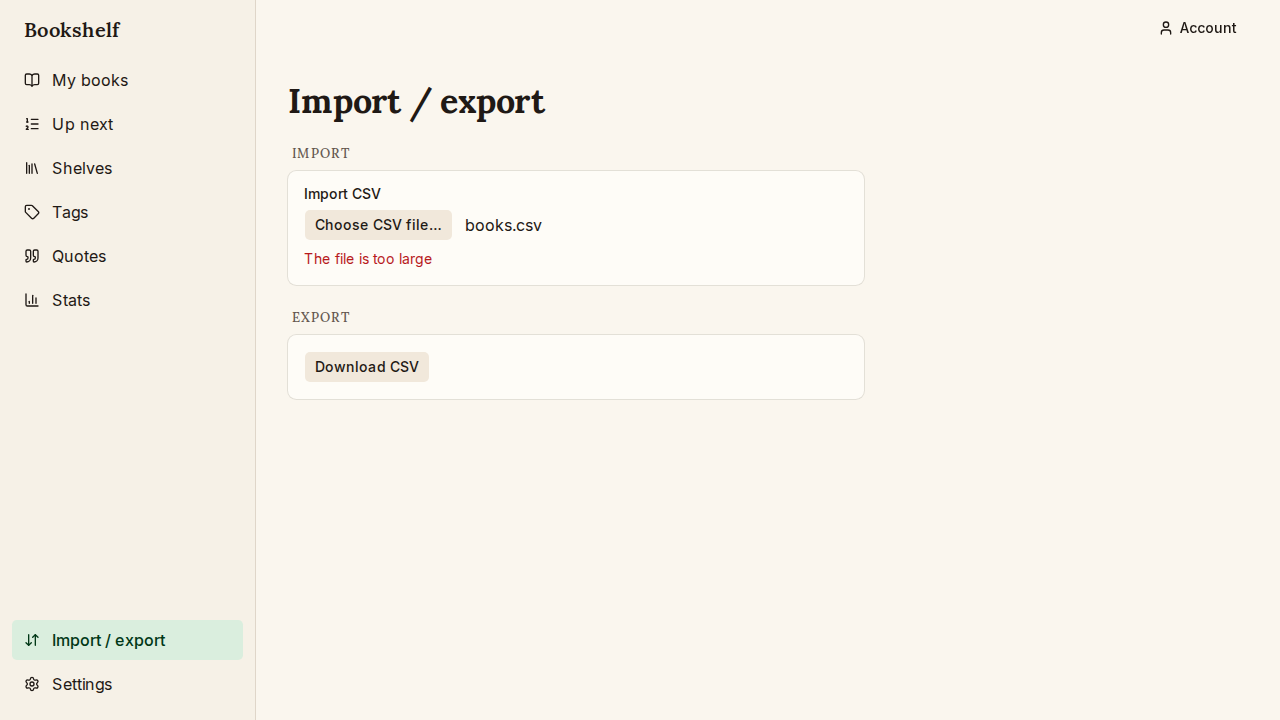 Bookshelf
My books
Up next
Shelves
Tags
Quotes
Stats
Import / export
Settings
Account
Import / export
IMPORT
Import CSV
Choose CSV file... books.csv
The file is too large
EXPORT
Download CSV